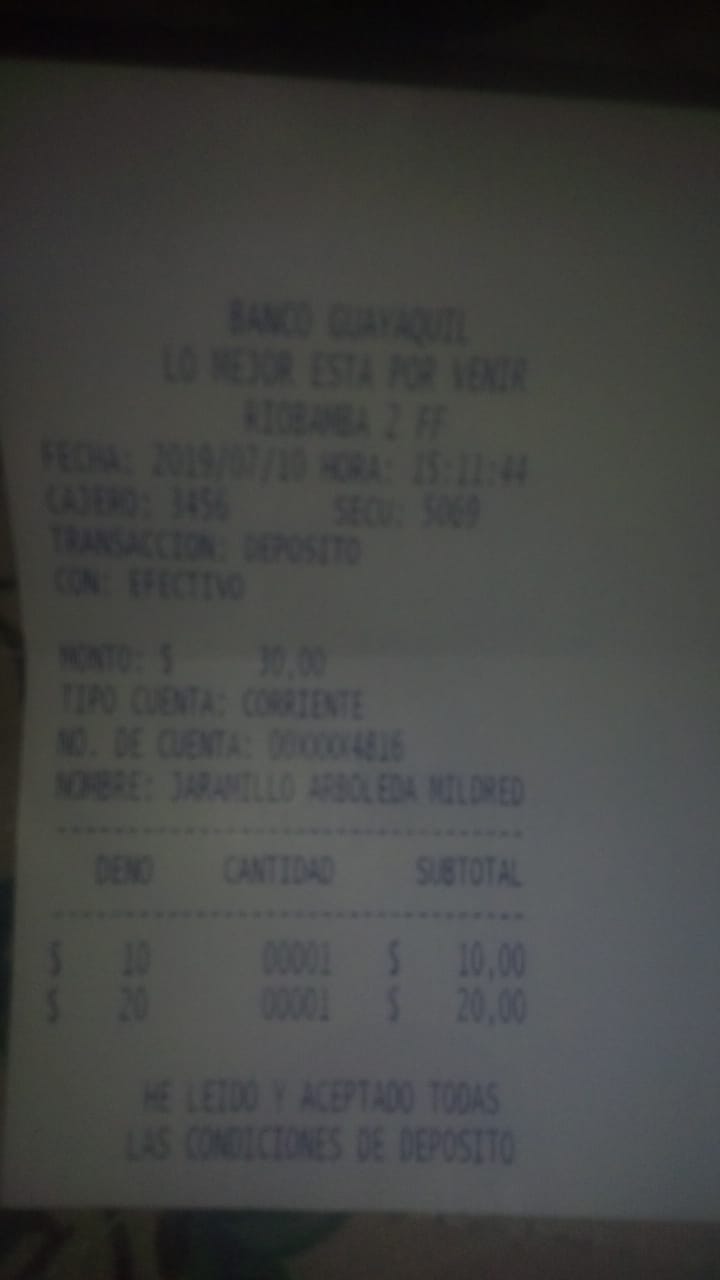 BANCO GUAYAQUIL
LO MEJOR ESTA POR VENIR
RIOBAMBA 2 FF
FECHA: 2019/07/10 HORA: 15:11:44
CAJERO: 3456 SECU: 5069
TRANSACCION: DEPOSITO
CON: EFECTIVO
MONTO: $ 30,00
TIPO CUENTA: CORRIENTE
NO. DE CUENTA: 00XXXX4816
NOMBRE: JARAMILLO ARBOLEDA MILDRED
DENO CANTIDAD SUBTOTAL
$ 10 00001 $ 10,00
$ 20 00001 $ 20,00
HE LEIDO Y ACEPTADO TODAS
LAS CONDICIONES DE DEPOSITO